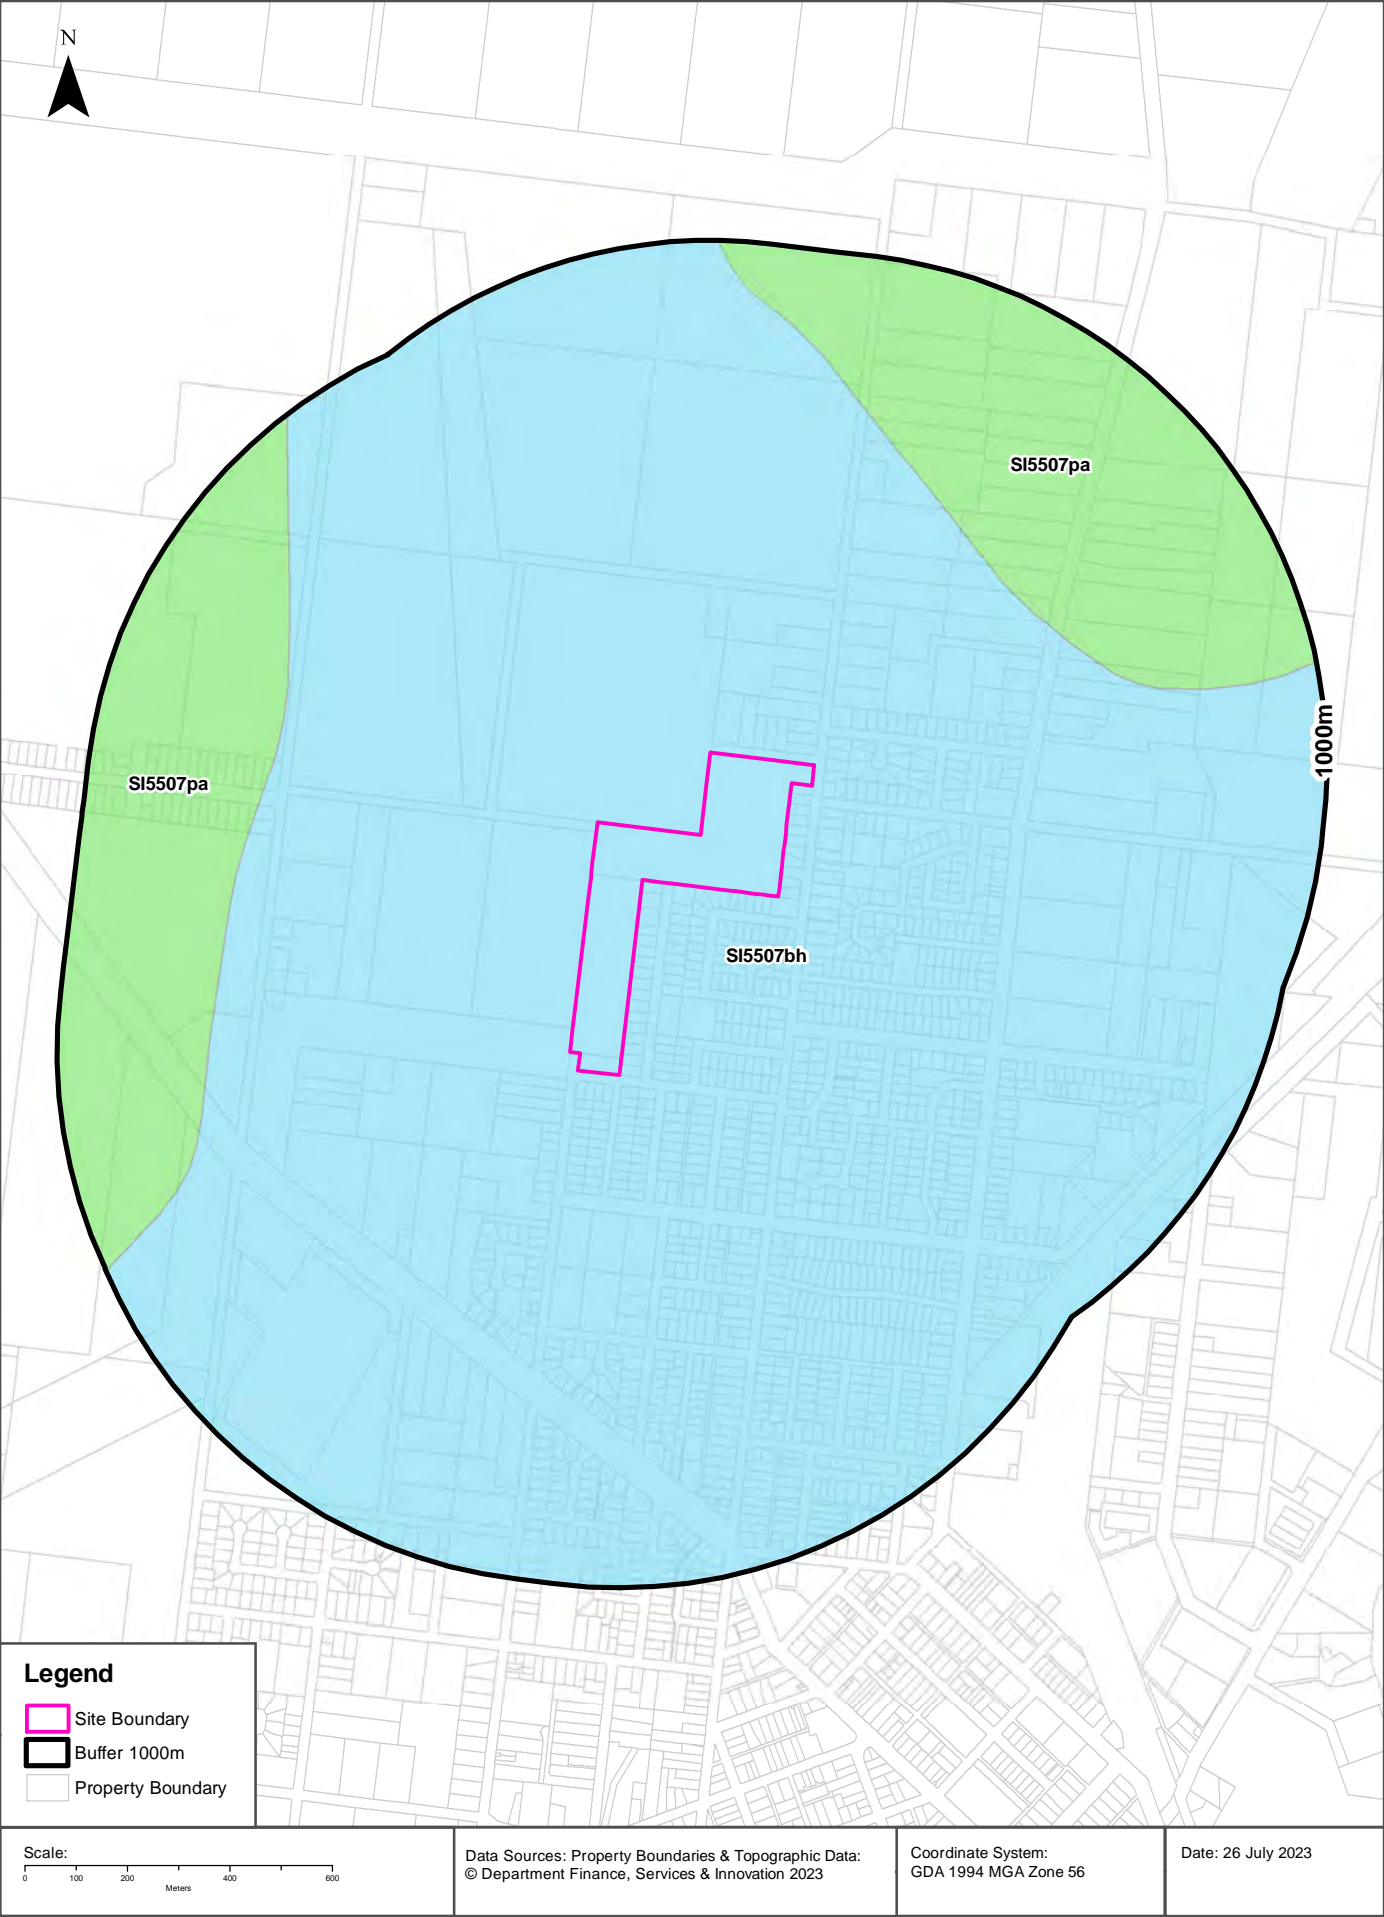 N
SI5507pa
1000m
SI5507pa
SI5507bh
Legend
Site Boundary
Buffer 1000m
Property Boundary
Scale:
0 100 200 400 600
Meters
Data Sources: Property Boundaries & Topographic Data:
© Department Finance, Services & Innovation 2023
Coordinate System:
GDA 1994 MGA Zone 56
Date: 26 July 2023